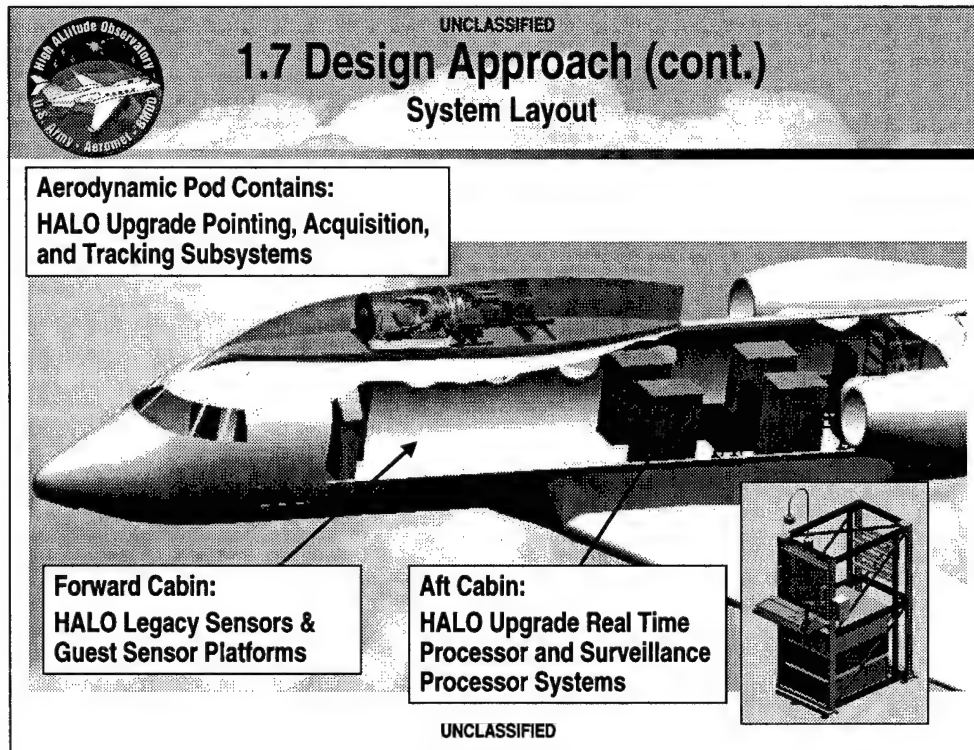 UNCLASSIFIED
1.7 Design Approach (cont.)
System Layout
High ALtitude Observatory
U.S. Army • Aeromet • BMDO
Aerodynamic Pod Contains:
HALO Upgrade Pointing, Acquisition,
and Tracking Subsystems
Forward Cabin:
HALO Legacy Sensors &
Guest Sensor Platforms
Aft Cabin:
HALO Upgrade Real Time
Processor and Surveillance
Processor Systems
UNCLASSIFIED